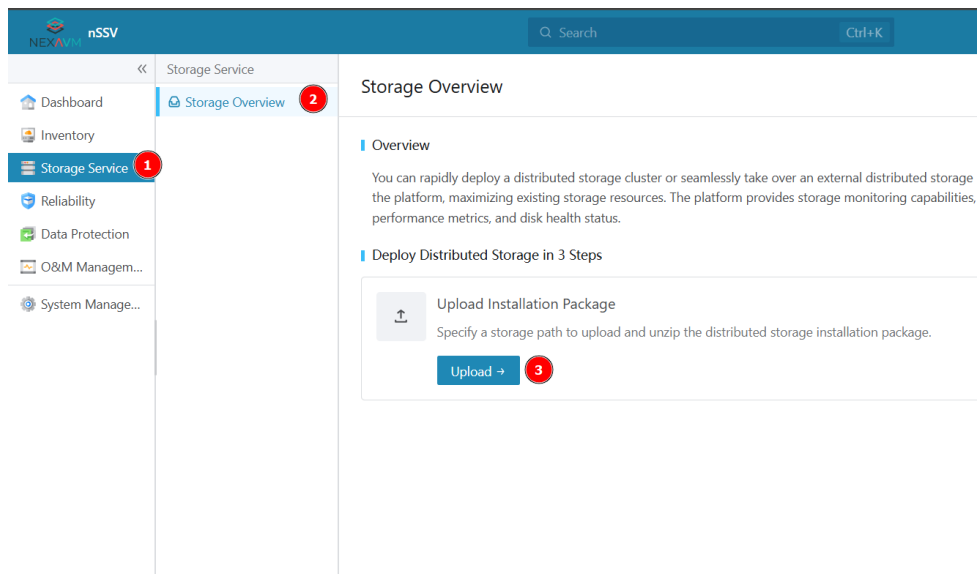 NEXAVM
nSSV
Search
Ctrl+K
Storage Service
Dashboard
Storage Overview
2
Storage Overview
Inventory
Storage Service
1
Reliability
Data Protection
O&M Managem...
System Manage...
Overview
You can rapidly deploy a distributed storage cluster or seamlessly take over an external distributed storage
the platform, maximizing existing storage resources. The platform provides storage monitoring capabilities,
performance metrics, and disk health status.
Deploy Distributed Storage in 3 Steps
Upload Installation Package
Specify a storage path to upload and unzip the distributed storage installation package.
Upload →
3